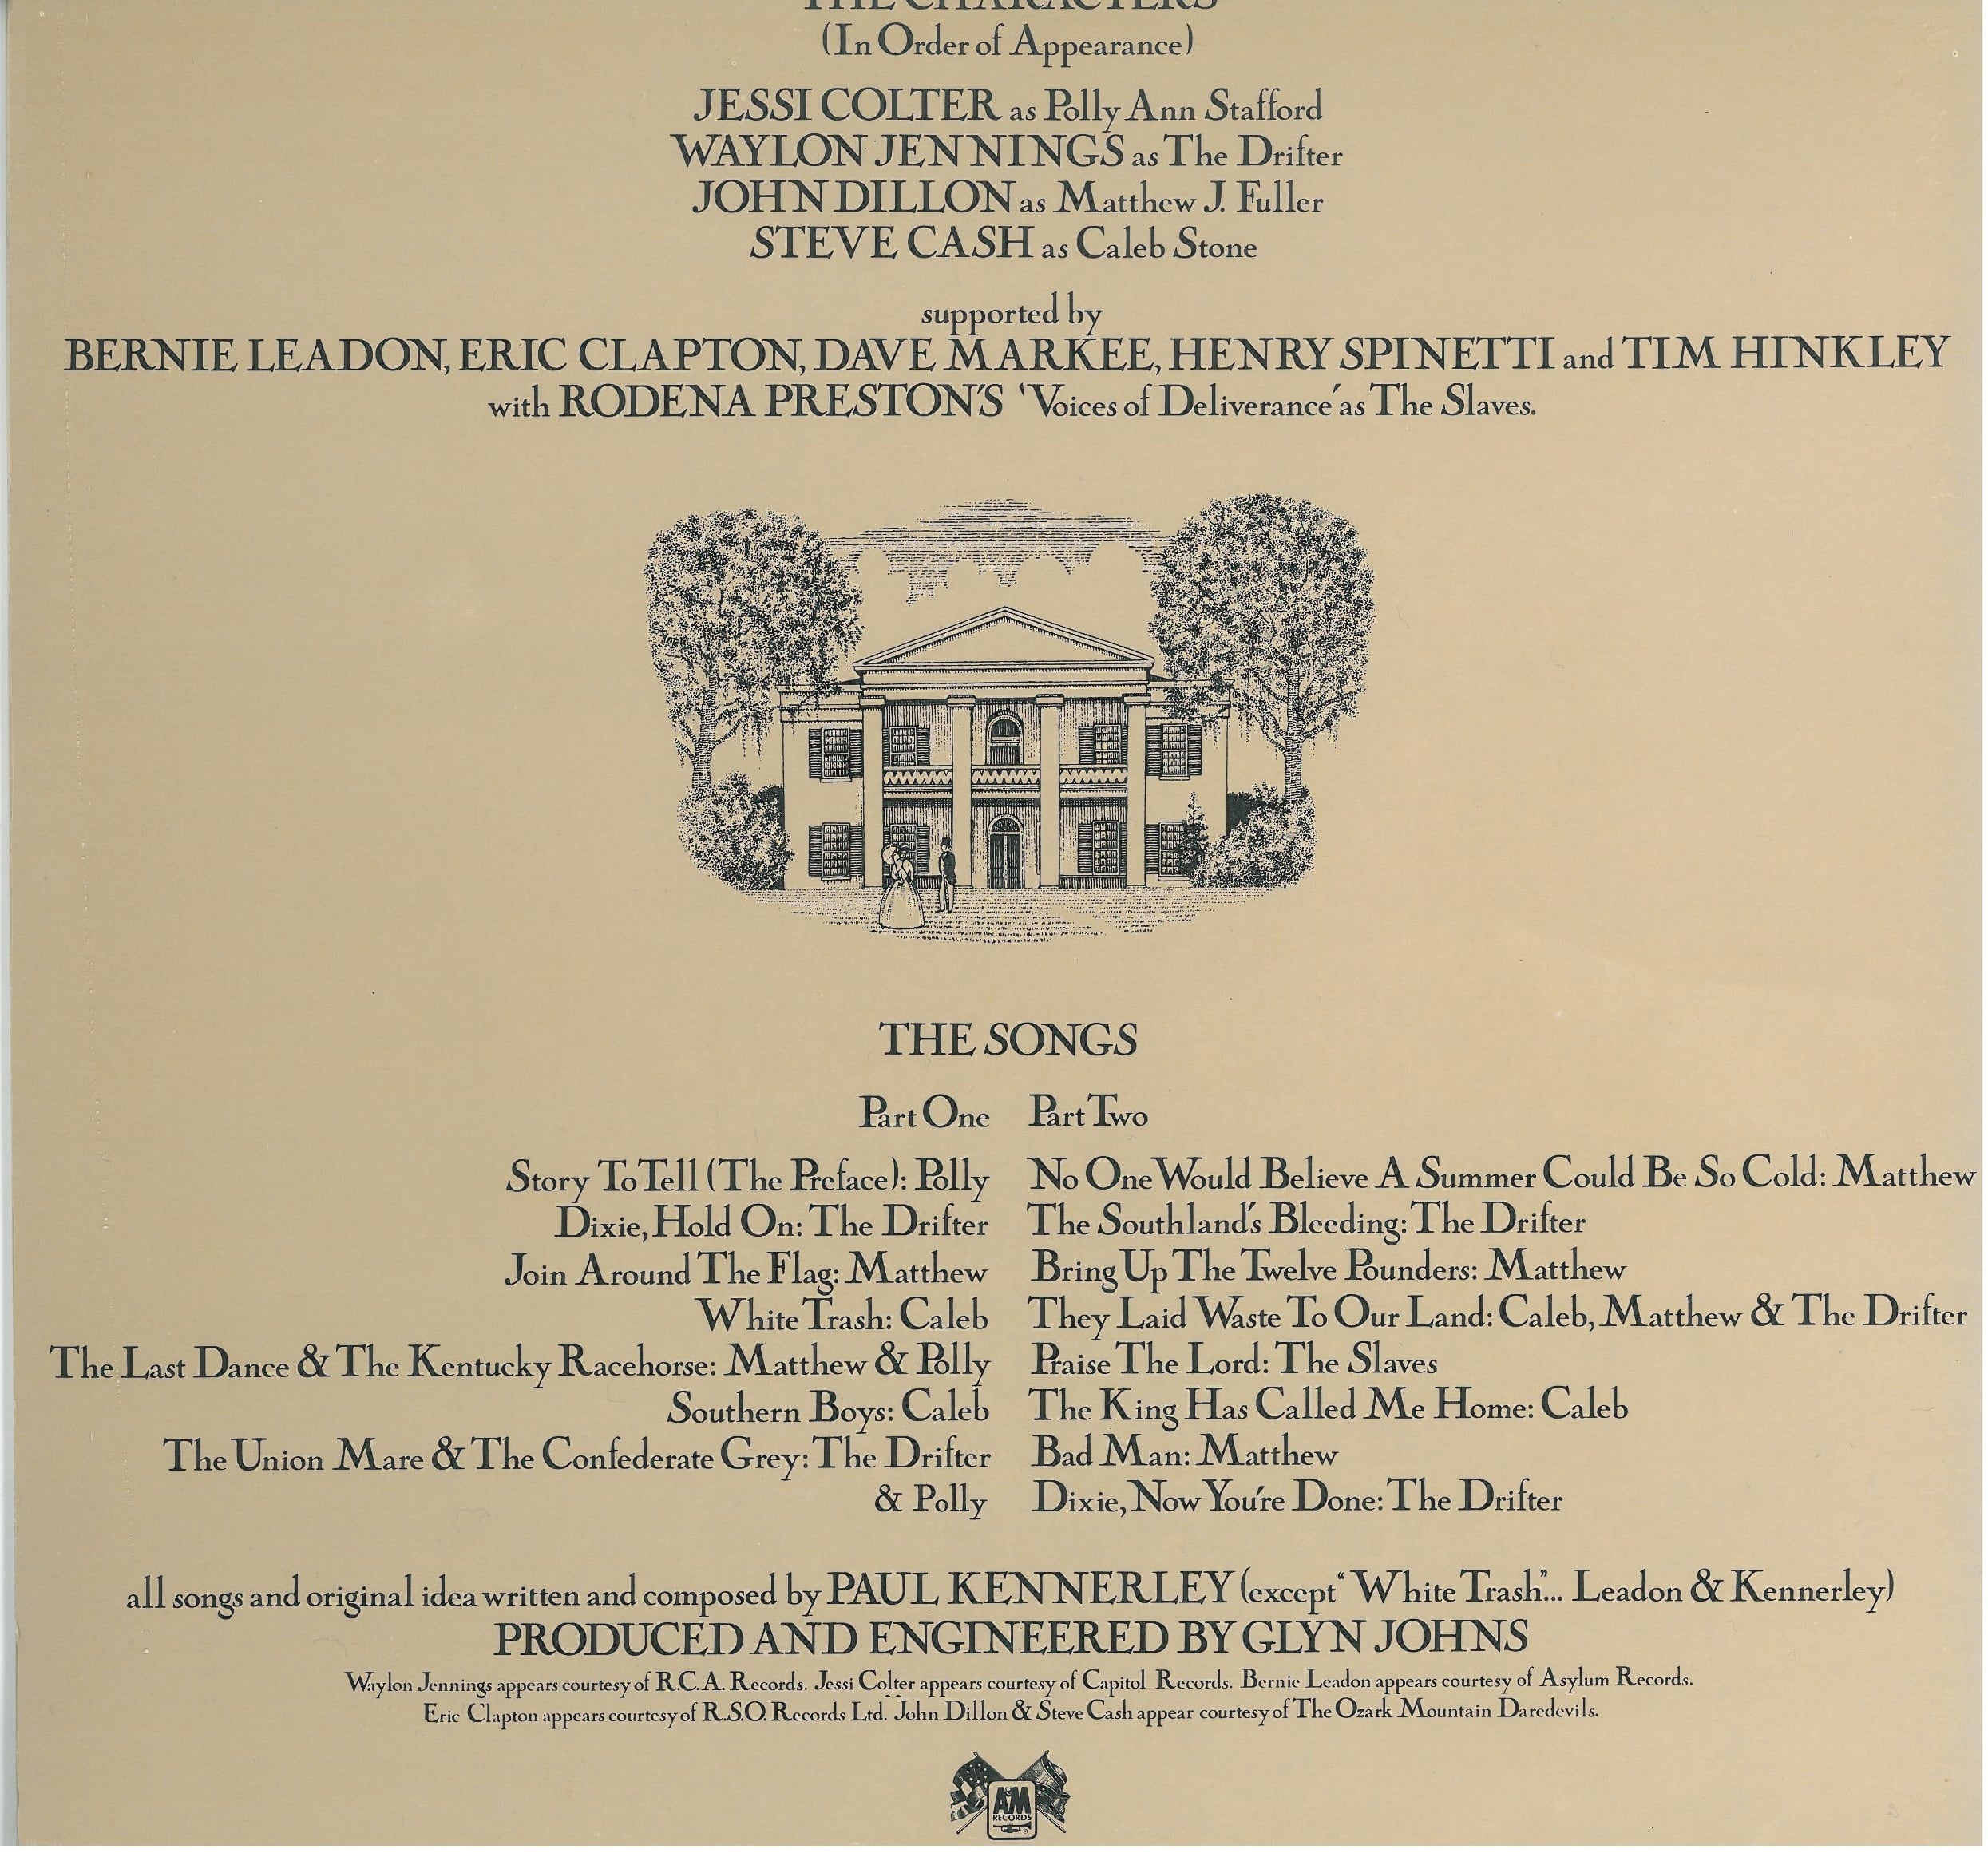 THE CHARACTERS
(In Order of Appearance)
JESSI COLTER as Polly Ann Stafford
WAYLON JENNINGS as The Drifter
JOHN DILLON as Matthew J. Fuller
STEVE CASH as Caleb Stone
supported by
BERNIE LEADON, ERIC CLAPTON, DAVE MARKEE, HENRY SPINETTI and TIM HINKLEY
with RODENA PRESTON'S 'Voices of Deliverance' as The Slaves.
THE SONGS
Part One
Story To Tell (The Preface): Polly
Dixie, Hold On: The Drifter
Join Around The Flag: Matthew
White Trash: Caleb
The Last Dance & The Kentucky Racehorse: Matthew & Polly
Southern Boys: Caleb
The Union Mare & The Confederate Grey: The Drifter
& Polly
Part Two
No One Would Believe A Summer Could Be So Cold: Matthew
The Southland's Bleeding: The Drifter
Bring Up The Twelve Pounders: Matthew
They Laid Waste To Our Land: Caleb, Matthew & The Drifter
Praise The Lord: The Slaves
The King Has Called Me Home: Caleb
Bad Man: Matthew
Dixie, Now You're Done: The Drifter
all songs and original idea written and composed by PAUL KENNERLEY (except "White Trash"... Leadon & Kennerley)
PRODUCED AND ENGINEERED BY GLYN JOHNS
Waylon Jennings appears courtesy of R.C.A. Records. Jessi Colter appears courtesy of Capitol Records. Bernie Leadon appears courtesy of Asylum Records.
Eric Clapton appears courtesy of R.S.O. Records Ltd. John Dillon & Steve Cash appear courtesy of The Ozark Mountain Daredevils.
A&M
RECORDS